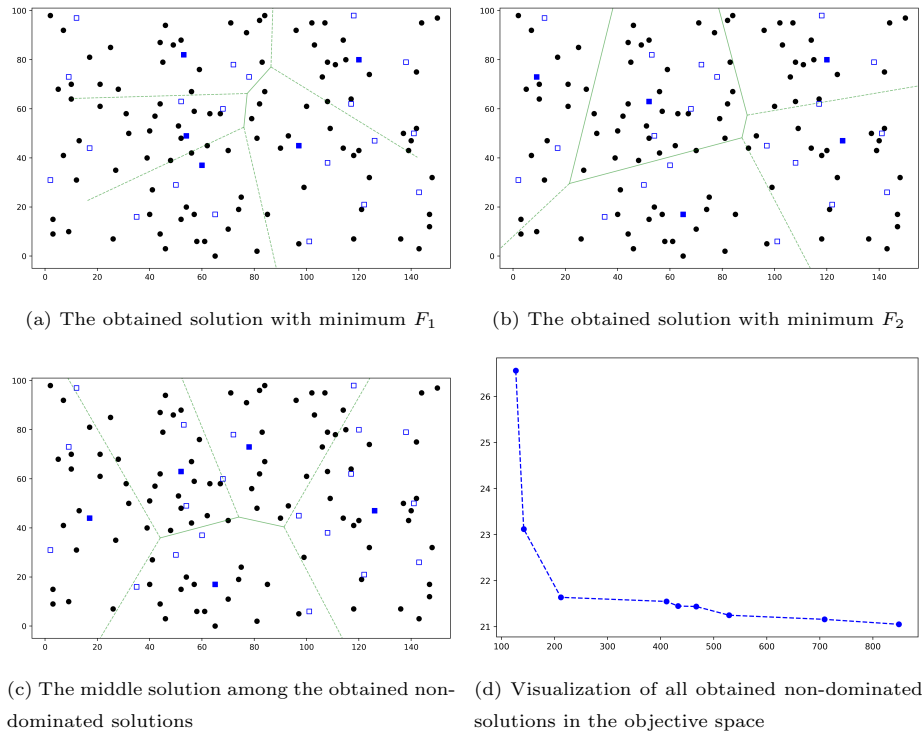 100
80
60
40
20
0
0 20 40 60 80 100 120 140
100
80
60
40
20
0
0 20 40 60 80 100 120 140
(a) The obtained solution with minimum F1
(b) The obtained solution with minimum F2
100
80
60
40
20
0
0 20 40 60 80 100 120 140
26
25
24
23
22
21
100 200 300 400 500 600 700 800
(c) The middle solution among the obtained non-
dominated solutions
(d) Visualization of all obtained non-dominated
solutions in the objective space